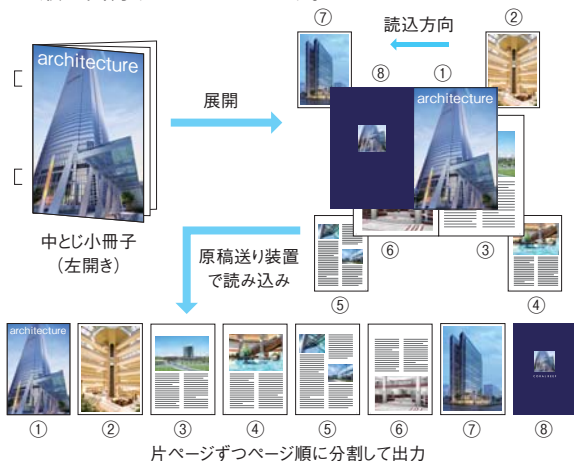 architecture
中とじ小冊子
(左開き)
展開
読込方向
⑦
②
⑧
①
architecture
⑥
③
⑤
④
原稿送り装置
で読み込み
architecture
①
②
③
④
⑤
⑥
⑦
⑧
片ページずつページ順に分割して出力